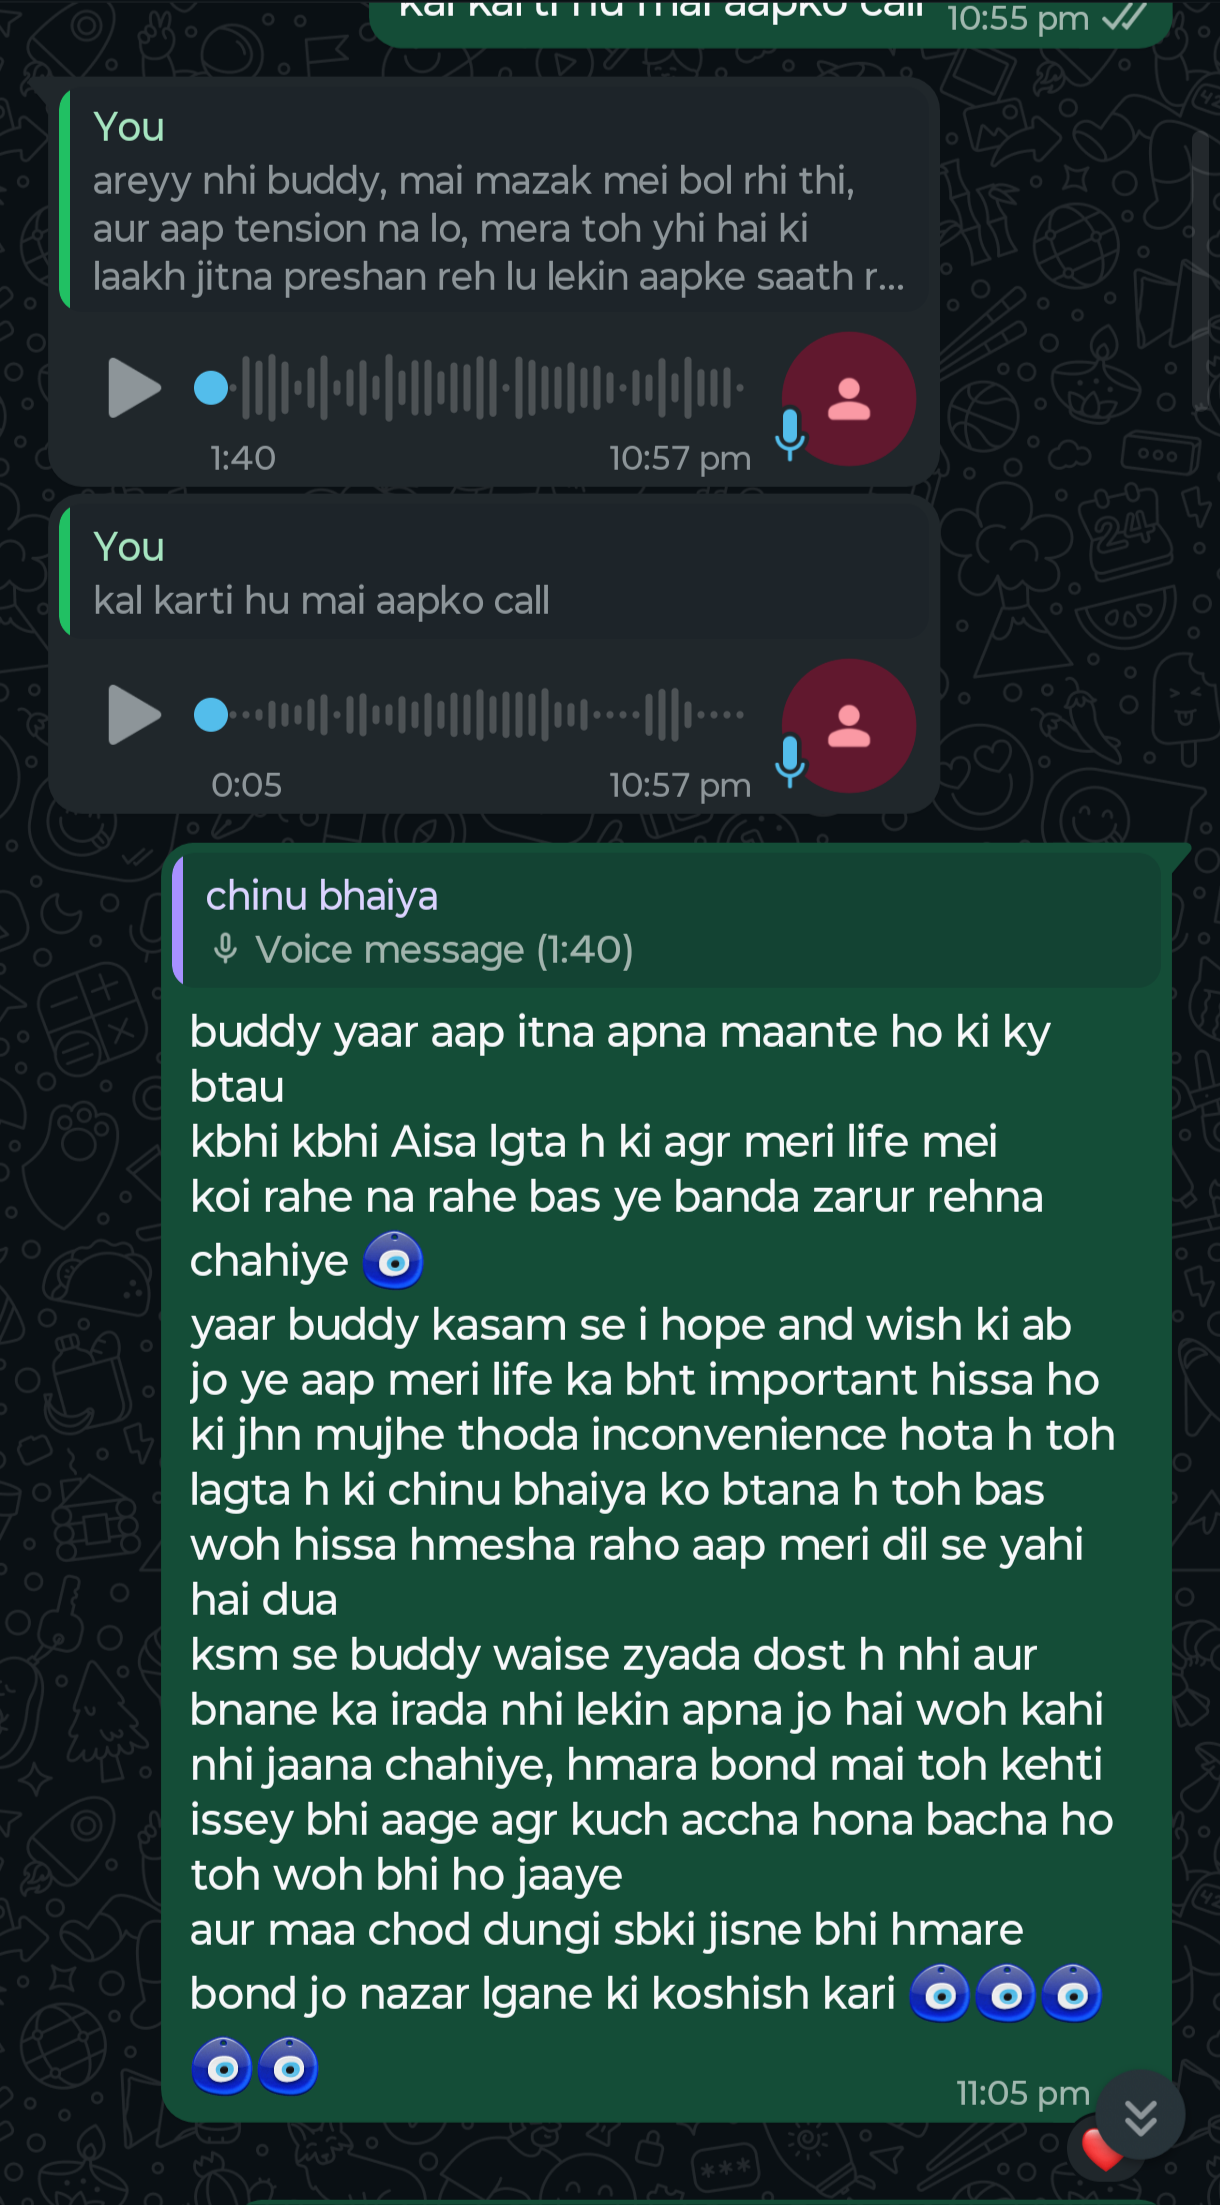 kal karti hu mai aapko call 10:55 pm
You
areyy nhi buddy, mai mazak mei bol rhi thi,
aur aap tension na lo, mera toh yhi hai ki
laakh jitna preshan reh lu lekin aapke saath r...
1:40 10:57 pm
You
kal karti hu mai aapko call
0:05 10:57 pm
chinu bhaiya
Voice message (1:40)
buddy yaar aap itna apna maante ho ki ky
btau
kbhi kbhi Aisa lgta h ki agr meri life mei
koi rahe na rahe bas ye banda zarur rehna
chahiye 🧿
yaar buddy kasam se i hope and wish ki ab
jo ye aap meri life ka bht important hissa ho
ki jhn mujhe thoda inconvenience hota h toh
lagta h ki chinu bhaiya ko btana h toh bas
woh hissa hmesha raho aap meri dil se yahi
hai dua
ksm se buddy waise zyada dost h nhi aur
bnane ka irada nhi lekin apna jo hai woh kahi
nhi jaana chahiye, hmara bond mai toh kehti
issey bhi aage agr kuch accha hona bacha ho
toh woh bhi ho jaaye
aur maa chod dungi sbki jisne bhi hmare
bond jo nazar lgane ki koshish kari 🧿🧿🧿
🧿🧿
11:05 pm